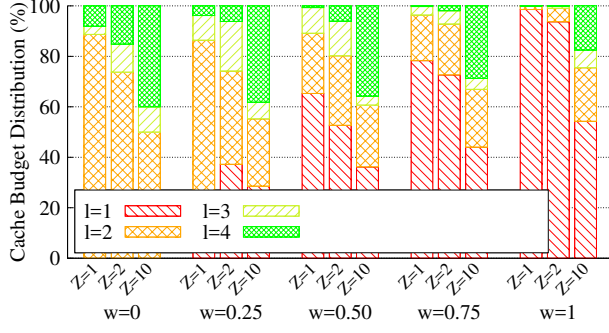 Cache Budget Distribution (%)
100
80
60
40
20
0
l=1 l=3
l=2 l=4
Z=1 Z=2 Z=10 Z=1 Z=2 Z=10 Z=1 Z=2 Z=10 Z=1 Z=2 Z=10 Z=1 Z=2 Z=10
w=0 w=0.25 w=0.50 w=0.75 w=1